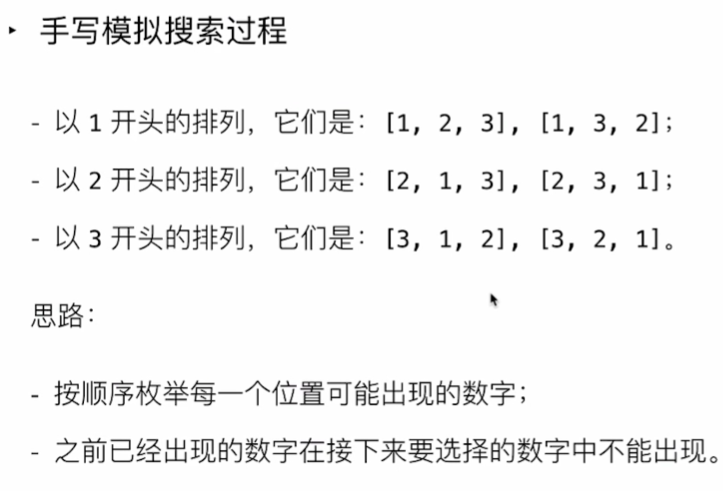 ‣ 手写模拟搜索过程
- 以 1 开头的排列，它们是：[1, 2, 3], [1, 3, 2]；
- 以 2 开头的排列，它们是：[2, 1, 3], [2, 3, 1]；
- 以 3 开头的排列，它们是：[3, 1, 2], [3, 2, 1]。
思路：
- 按顺序枚举每一个位置可能出现的数字；
- 之前已经出现的数字在接下来要选择的数字中不能出现。